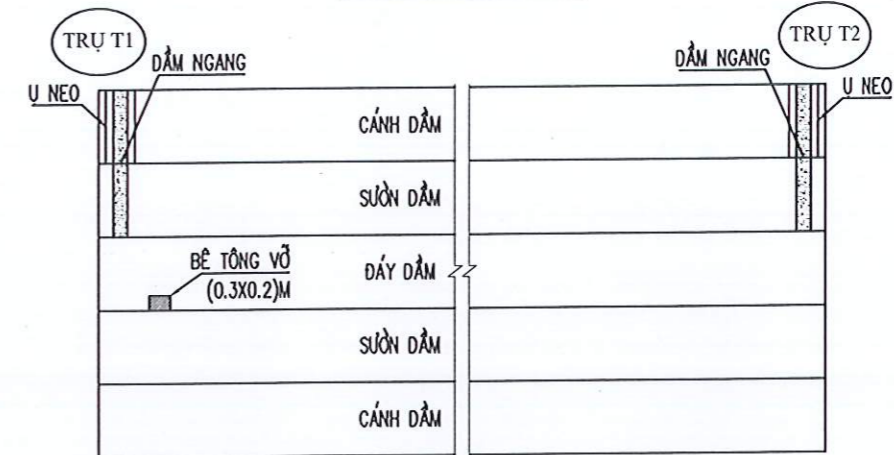 TRỤ T1
TRỤ T2
DẦM NGANG
DẦM NGANG
Ụ NEO
Ụ NEO
CÁNH DẦM
SƯỜN DẦM
BÊ TÔNG VỠ
(0.3X0.2)M
ĐÁY DẦM
SƯỜN DẦM
CÁNH DẦM